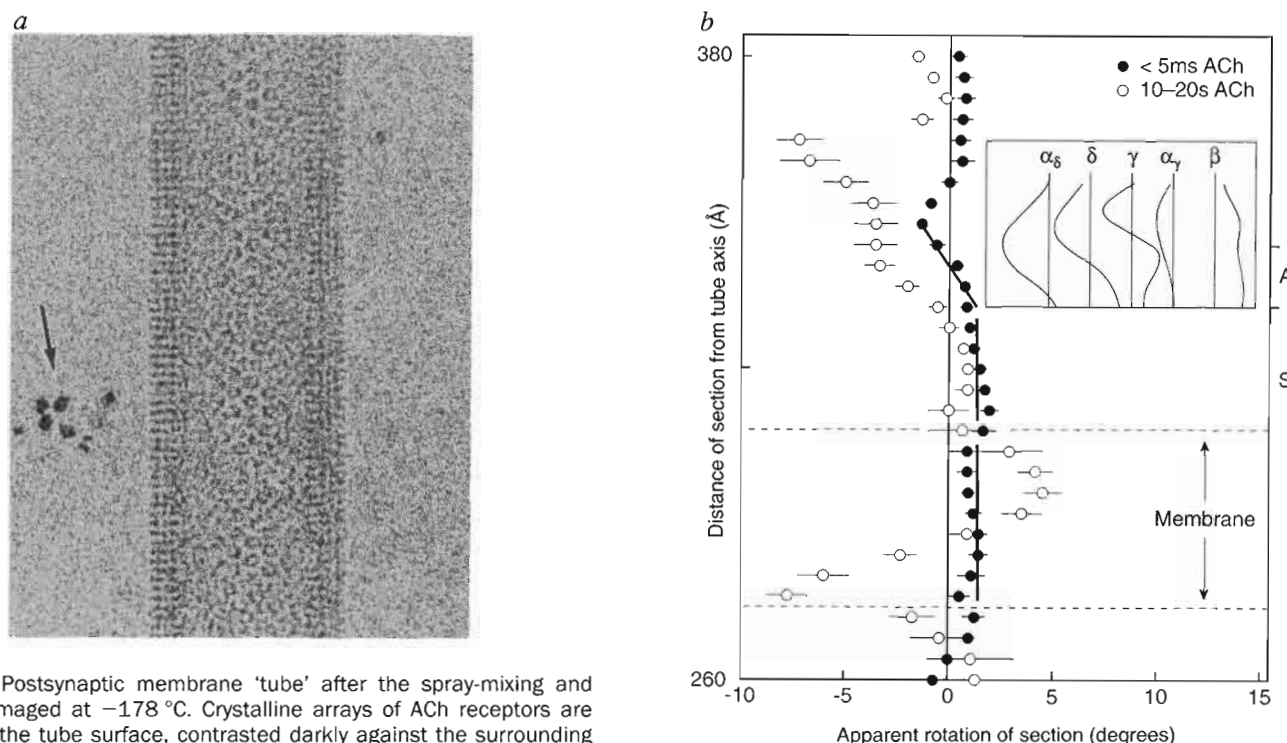 a
b
380
Distance of section from tube axis (Å)
260
-10
-5
0
5
10
15
Apparent rotation of section (degrees)
< 5ms ACh
10–20s ACh
αδ
δ
γ
αγ
β
A
S
Membrane
Postsynaptic membrane 'tube' after the spray-mixing and
maged at −178 °C. Crystalline arrays of ACh receptors are
the tube surface, contrasted darkly against the surrounding